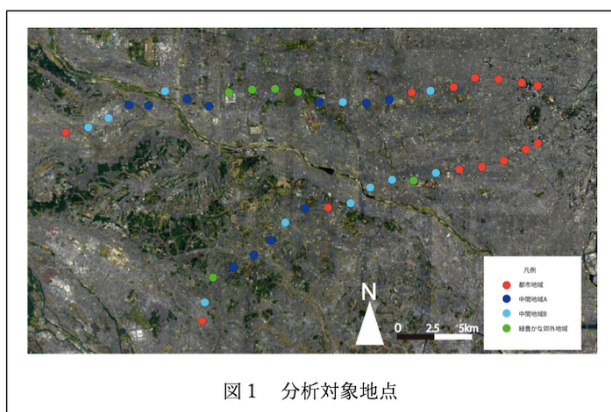 凡例
都市地域
中間地域A
中間地域B
緑豊かな郊外地域
N
0 2.5 5km
図1 分析対象地点